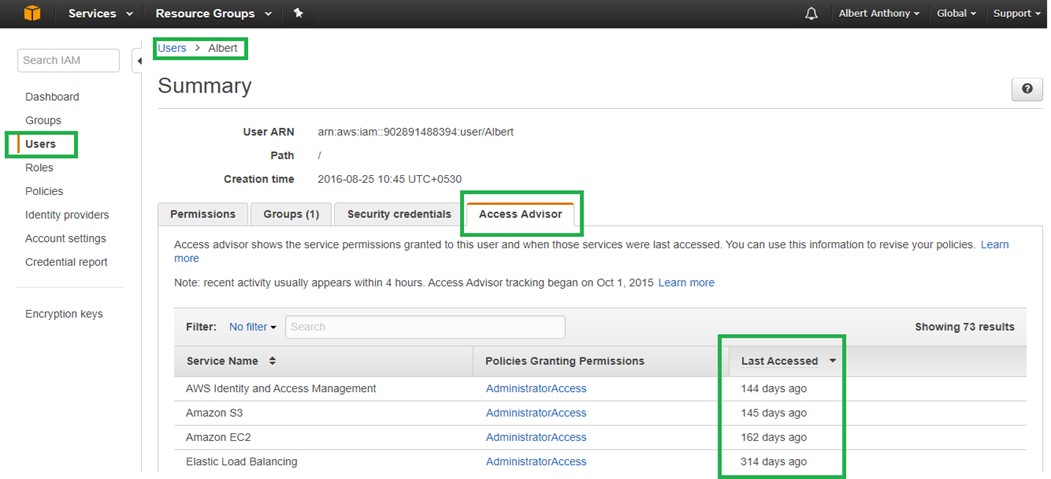 Services Resource Groups Albert Anthony Global Support
Search IAM
Users > Albert
Summary
Dashboard
Groups
Users
Roles
Policies
Identity providers
Account settings
Credential report
Encryption keys
User ARN arn:aws:iam::902891488394:user/Albert
Path /
Creation time 2016-08-25 10:45 UTC+0530
Permissions Groups (1) Security credentials Access Advisor
Access advisor shows the service permissions granted to this user and when those services were last accessed. You can use this information to revise your policies. Learn
more
Note: recent activity usually appears within 4 hours. Access Advisor tracking began on Oct 1, 2015 Learn more
Filter: No filter Search Showing 73 results
Service Name Policies Granting Permissions Last Accessed
AWS Identity and Access Management AdministratorAccess 144 days ago
Amazon S3 AdministratorAccess 145 days ago
Amazon EC2 AdministratorAccess 162 days ago
Elastic Load Balancing AdministratorAccess 314 days ago